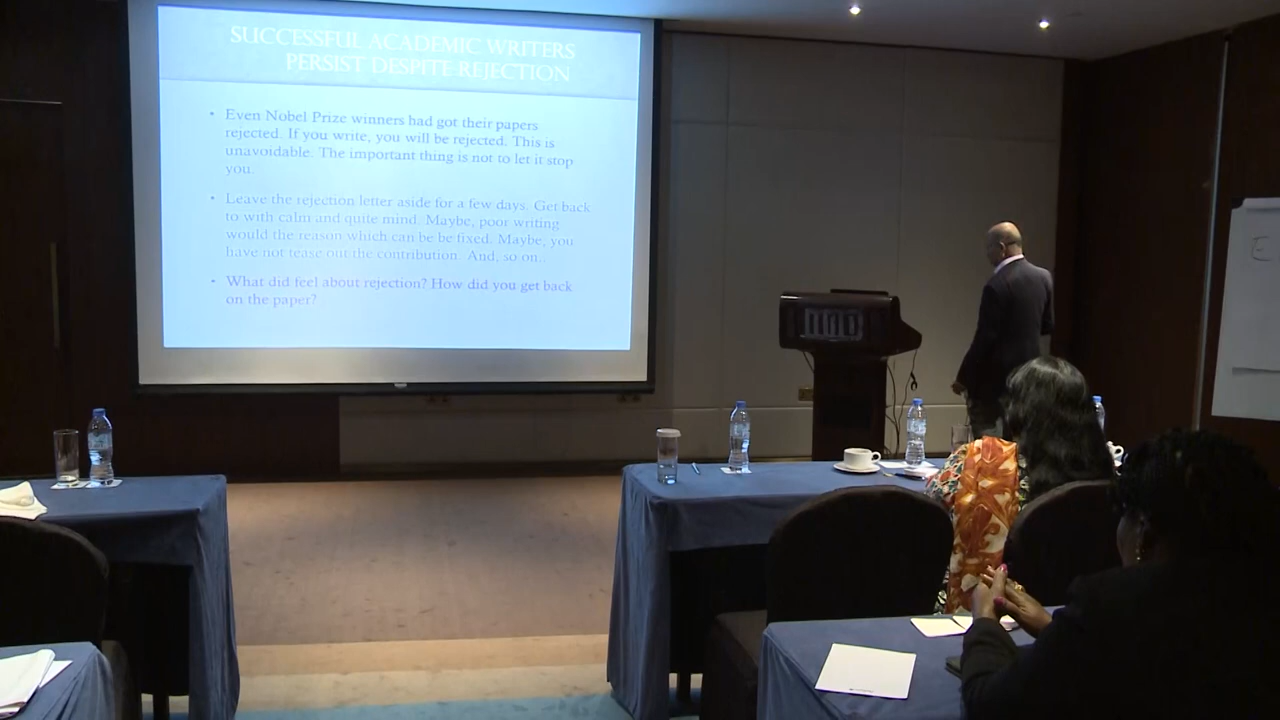 SUCCESSFUL ACADEMIC WRITERS
PERSIST DESPITE REJECTION
• Even Nobel Prize winners had got their papers
rejected. If you write, you will be rejected. This is
unavoidable. The important thing is not to let it stop
you.
• Leave the rejection letter aside for a few days. Get back
to with calm and quite mind. Maybe, poor writing
would the reason which can be be fixed. Maybe, you
have not tease out the contribution. And, so on..
• What did feel about rejection? How did you get back
on the paper?